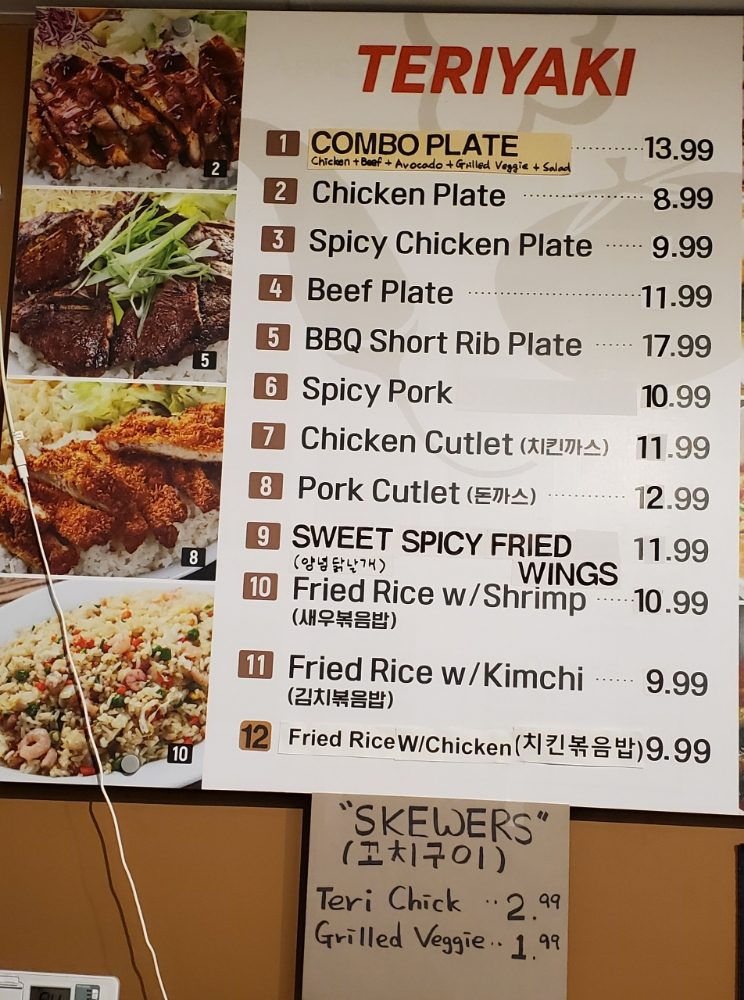 TERIYAKI
1 COMBO PLATE 13.99
Chicken + Beef + Avocado + Grilled Veggie + Salad
2 Chicken Plate 8.99
3 Spicy Chicken Plate 9.99
4 Beef Plate 11.99
5 BBQ Short Rib Plate 17.99
6 Spicy Pork 10.99
7 Chicken Cutlet (치킨까스) 11.99
8 Pork Cutlet (돈까스) 12.99
9 SWEET SPICY FRIED 11.99
(양념닭날개) WINGS
10 Fried Rice w/Shrimp 10.99
(새우볶음밥)
11 Fried Rice w/Kimchi 9.99
(김치볶음밥)
12 Fried Rice W/Chicken (치킨볶음밥) 9.99
2
5
8
10
"SKEWERS"
(꼬치구이)
Teri Chick .. 2.99
Grilled Veggie .. 1.99